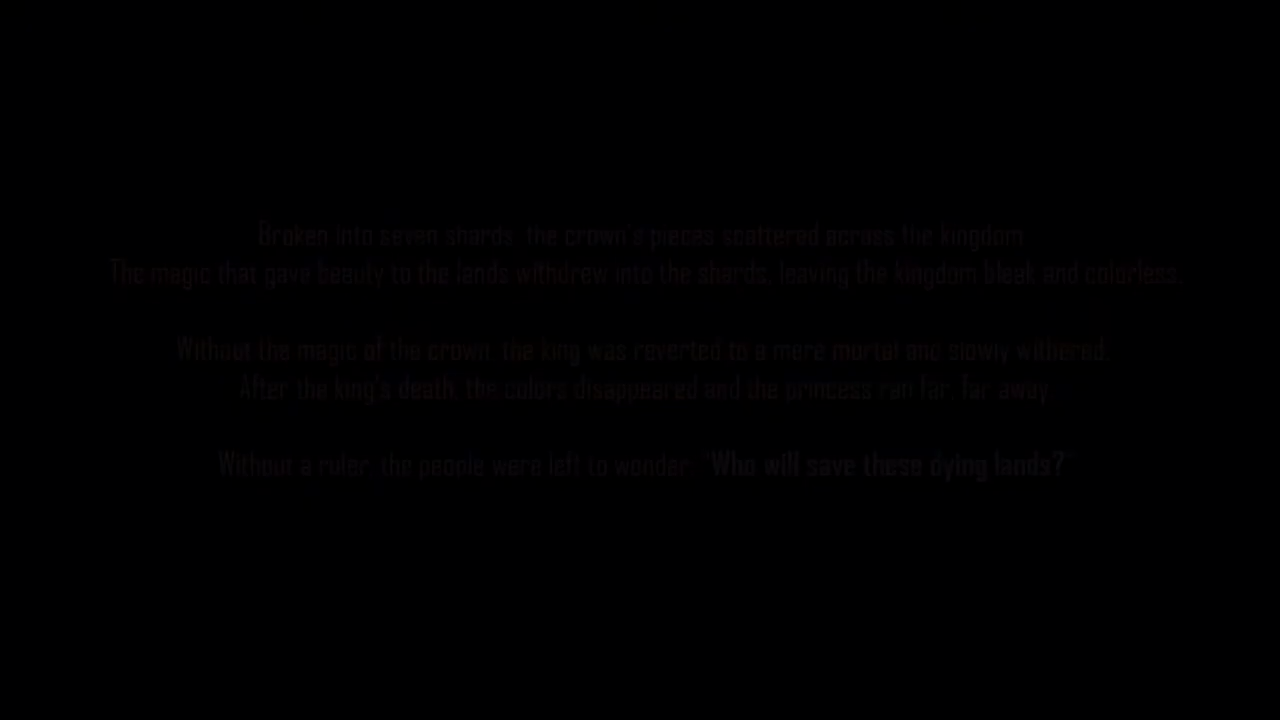 Broken into seven shards, the crown's pieces scattered across the kingdom.
The magic that gave beauty to the lands withdrew into the shards, leaving the kingdom bleak and colorless.
Without the magic of the crown, the king was reverted to a mere mortal and slowly withered.
After the king's death, the colors disappeared and the princess ran far, far away.
Without a ruler, the people were left to wonder: "Who will save these dying lands?"